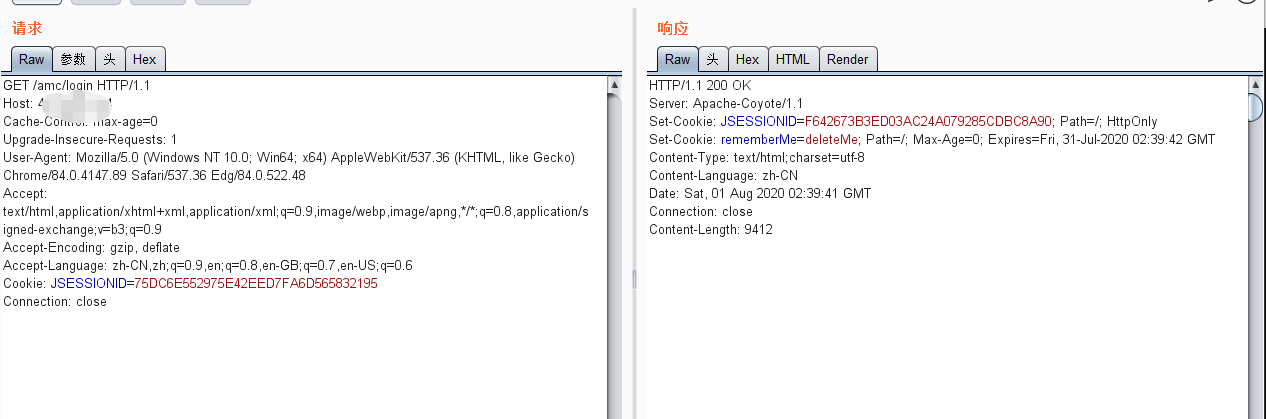 请求
Raw 参数 头 Hex
GET /amc/login HTTP/1.1
Host:
Cache-Control: max-age=0
Upgrade-Insecure-Requests: 1
User-Agent: Mozilla/5.0 (Windows NT 10.0; Win64; x64) AppleWebKit/537.36 (KHTML, like Gecko)
Chrome/84.0.4147.89 Safari/537.36 Edg/84.0.522.48
Accept:
text/html,application/xhtml+xml,application/xml;q=0.9,image/webp,image/apng,*/*;q=0.8,application/s
igned-exchange;v=b3;q=0.9
Accept-Encoding: gzip, deflate
Accept-Language: zh-CN,zh;q=0.9,en;q=0.8,en-GB;q=0.7,en-US;q=0.6
Cookie: JSESSIONID=75DC6E552975E42EED7FA6D565832195
Connection: close
响应
Raw 头 Hex HTML Render
HTTP/1.1 200 OK
Server: Apache-Coyote/1.1
Set-Cookie: JSESSIONID=F642673B3ED03AC24A079285CDBC8A90; Path=/; HttpOnly
Set-Cookie: rememberMe=deleteMe; Path=/; Max-Age=0; Expires=Fri, 31-Jul-2020 02:39:42 GMT
Content-Type: text/html;charset=utf-8
Content-Language: zh-CN
Date: Sat, 01 Aug 2020 02:39:41 GMT
Connection: close
Content-Length: 9412